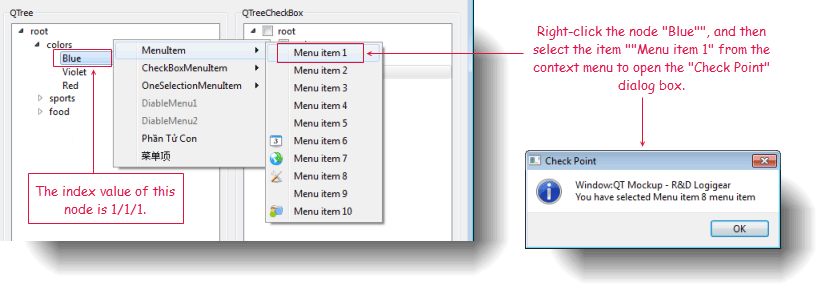 QTree
root
colors
Blue
Violet
Red
sports
food
MenuItem
CheckBoxMenuItem
OneSelectionMenuItem
DiableMenu1
DiableMenu2
Phần Tử Con
菜单项
QTreeCheckBox
root
Menu item 1
Menu item 2
Menu item 3
Menu item 4
Menu item 5
Menu item 6
Menu item 7
Menu item 8
Menu item 9
Menu item 10
The index value of this
node is 1/1/1.
Right-click the node "Blue"", and then
select the item ""Menu item 1" from the
context menu to open the "Check Point"
dialog box.
Check Point
Window:QT Mockup - R&D Logigear
You have selected Menu item 8 menu item
OK